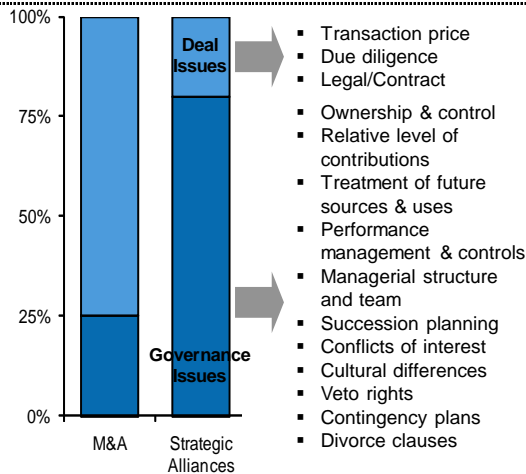 100%
75%
50%
25%
0%
Deal
Issues
Governance
Issues
M&A
Strategic
Alliances
▪ Transaction price
▪ Due diligence
▪ Legal/Contract
▪ Ownership & control
▪ Relative level of
contributions
▪ Treatment of future
sources & uses
▪ Performance
management & controls
▪ Managerial structure
and team
▪ Succession planning
▪ Conflicts of interest
▪ Cultural differences
▪ Veto rights
▪ Contingency plans
▪ Divorce clauses